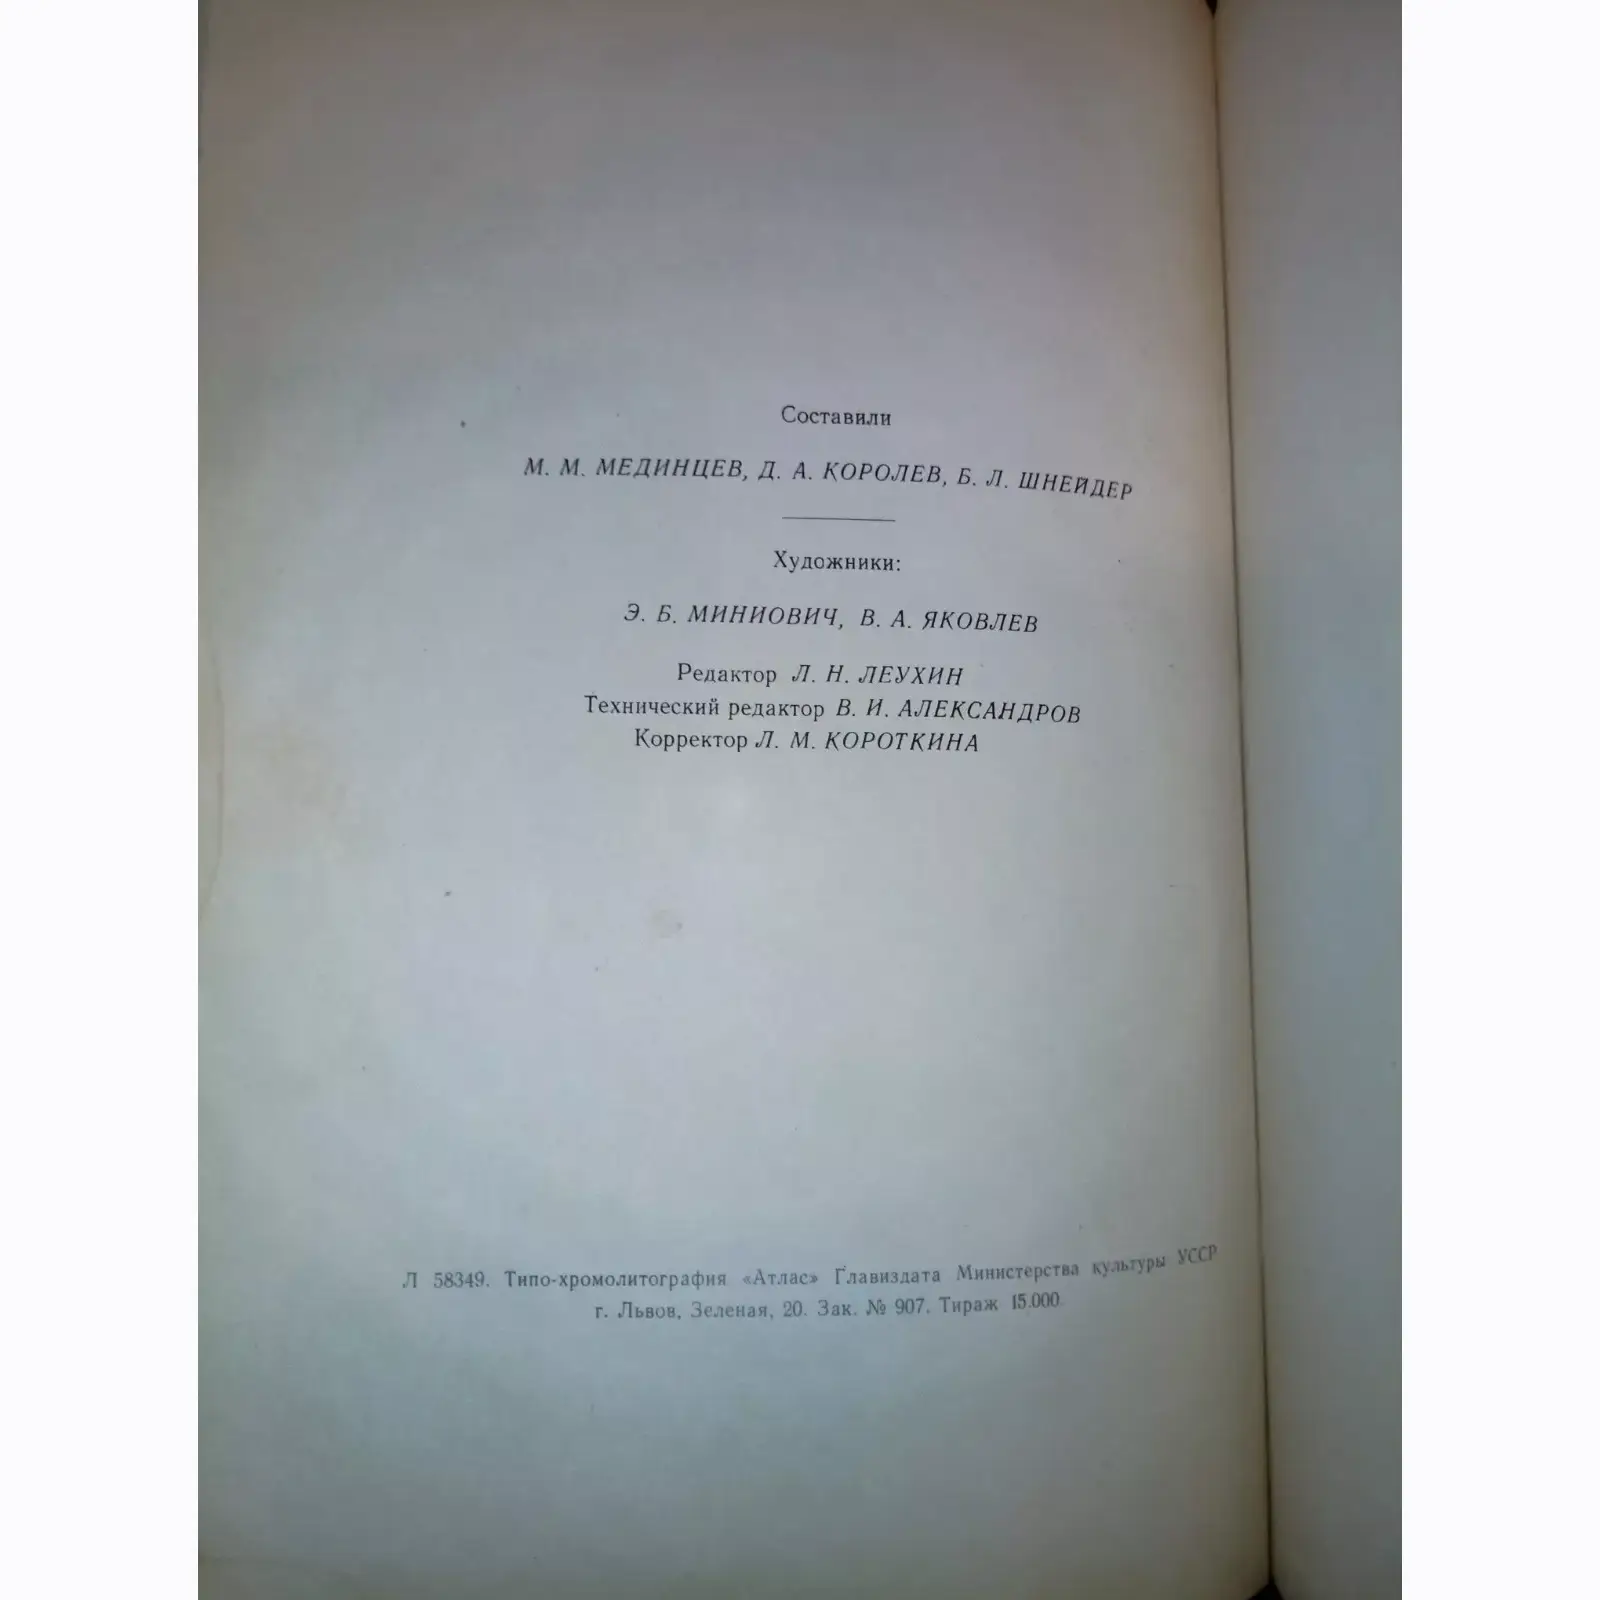 Составили
М. М. МЕДИНЦЕВ, Д. А. КОРОЛЕВ, Б. Л. ШНЕЙДЕР
Художники:
Э. Б. МИНИОВИЧ, В. А. ЯКОВЛЕВ
Редактор Л. Н. ЛЕУХИН
Технический редактор В. И. АЛЕКСАНДРОВ
Корректор Л. М. КОРОТКИНА
Л 58349. Типо-хромолитография «Атлас» Главиздата Министерства культуры УССР
г. Львов, Зеленая, 20. Зак. № 907. Тираж 15.000.